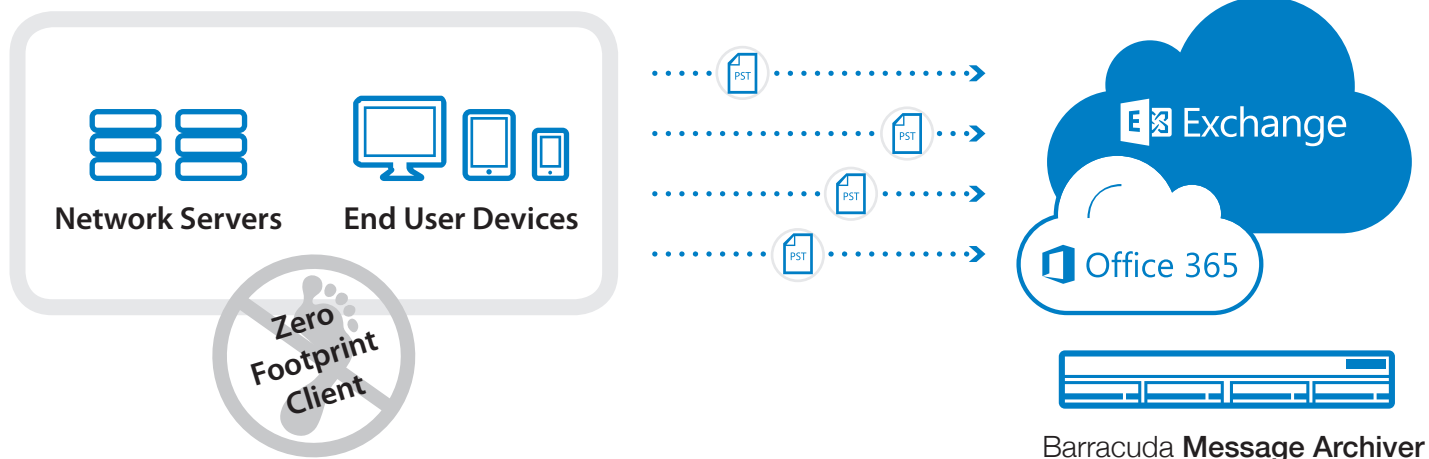 Network Servers
End User Devices
Zero
Footprint
Client
PST
PST
PST
PST
E Exchange
Office 365
Barracuda Message Archiver